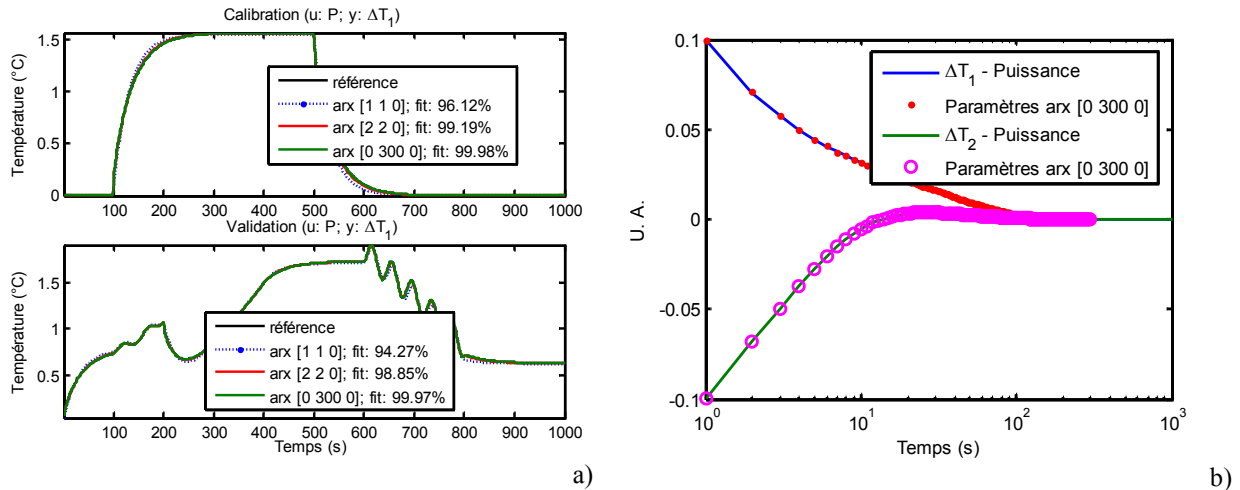 Calibration (u: P; y: ΔT1)
Température (°C)
1.5
1
0.5
0
référence
arx [1 1 0]; fit: 96.12%
arx [2 2 0]; fit: 99.19%
arx [0 300 0]; fit: 99.98%
100 200 300 400 500 600 700 800 900 1000
Validation (u: P; y: ΔT1)
Température (°C)
1.5
1
0.5
référence
arx [1 1 0]; fit: 94.27%
arx [2 2 0]; fit: 98.85%
arx [0 300 0]; fit: 99.97%
100 200 300 400 500 600 700 800 900 1000
Temps (s)
a)
U. A.
0.1
0.05
0
-0.05
-0.1
ΔT1 - Puissance
Paramètres arx [0 300 0]
ΔT2 - Puissance
Paramètres arx [0 300 0]
10^0 10^1 10^2 10^3
Temps (s)
b)